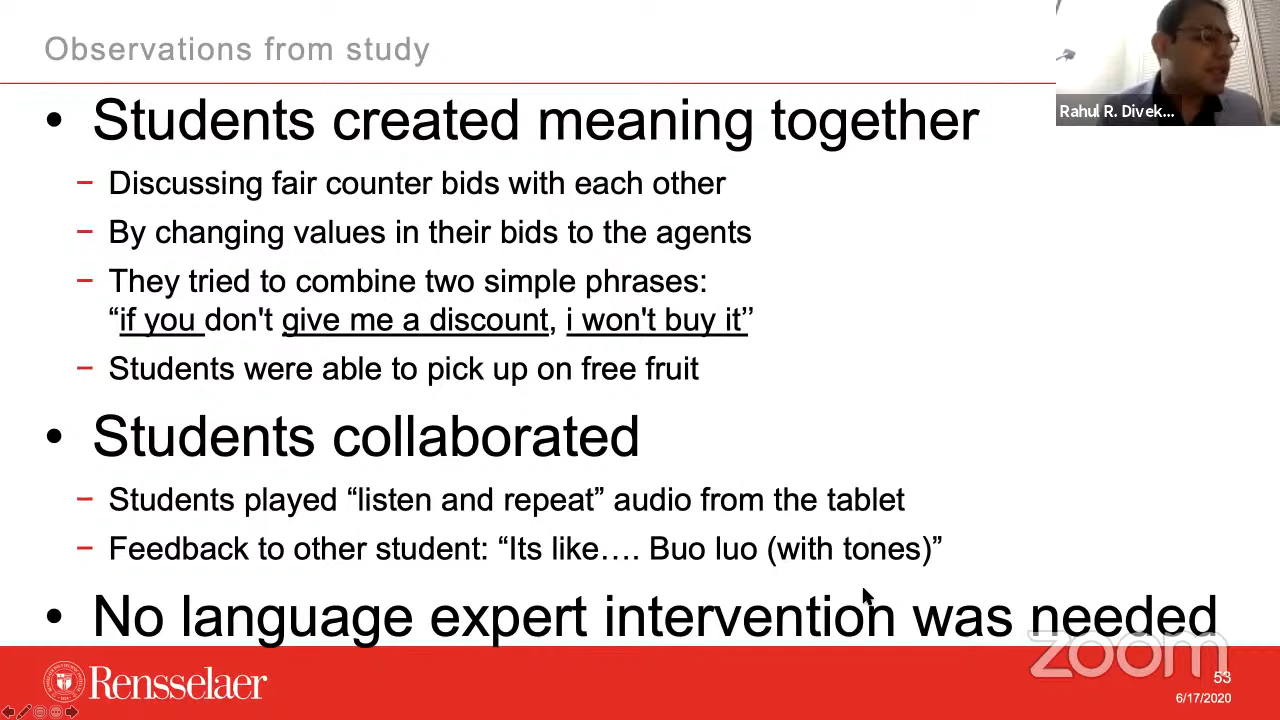 Observations from study
Rahul R. Divek...
• Students created meaning together
− Discussing fair counter bids with each other
− By changing values in their bids to the agents
− They tried to combine two simple phrases:
“if you don't give me a discount, i won't buy it’’
− Students were able to pick up on free fruit
• Students collaborated
− Students played “listen and repeat” audio from the tablet
− Feedback to other student: “Its like…. Buo luo (with tones)”
• No language expert intervention was needed
zoom
Rensselaer
53
6/17/2020